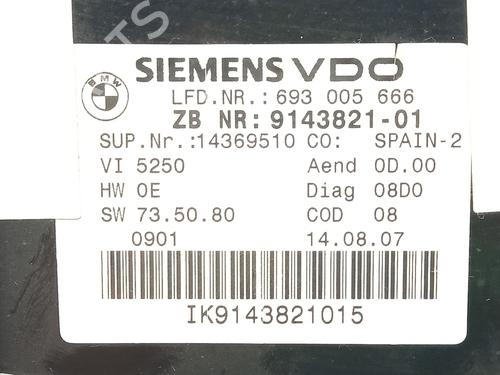 BMW
SIEMENS VDO
LFD.NR.: 693 005 666
ZB NR: 9143821-01
SUP.Nr.:14369510 CO: SPAIN-2
VI 5250 Aend 0D.00
HW 0E Diag 08D0
SW 73.50.80 COD 08
0901 14.08.07
IK9143821015